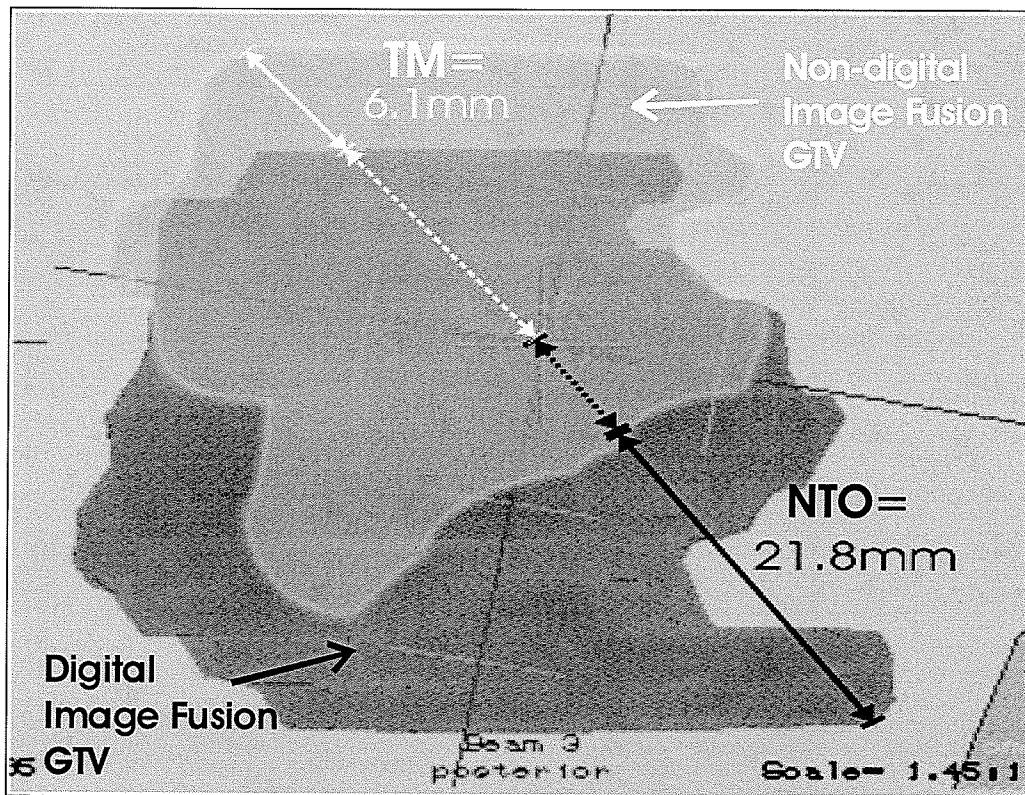 TM=
6.1mm
Non-digital
Image Fusion
GTV
NTO=
21.8mm
Digital
Image Fusion
GTV
Beam 3
posterior
Scale= 1.45:1